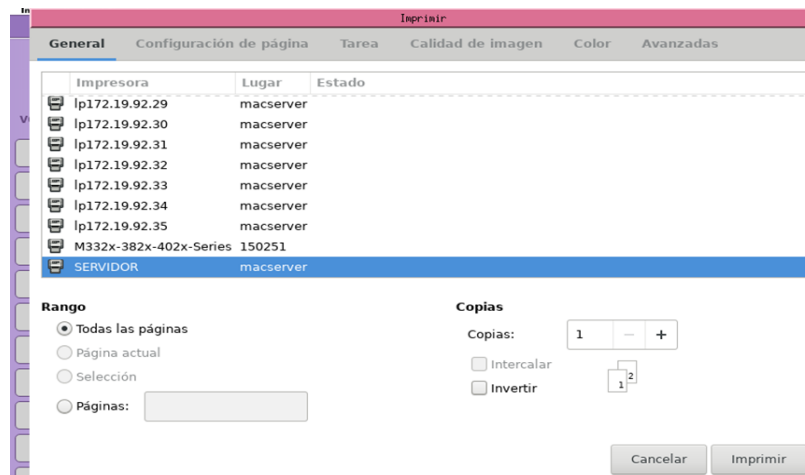 Imprimir
General Configuración de página Tarea Calidad de imagen Color Avanzadas
Impresora Lugar Estado
lp172.19.92.29 macserver
lp172.19.92.30 macserver
lp172.19.92.31 macserver
lp172.19.92.32 macserver
lp172.19.92.33 macserver
lp172.19.92.34 macserver
lp172.19.92.35 macserver
M332x-382x-402x-Series 150251
SERVIDOR macserver
Rango Copias
Todas las páginas Copias: 1 − +
Página actual Intercalar
Selección Invertir 1 2
Páginas:
Cancelar Imprimir